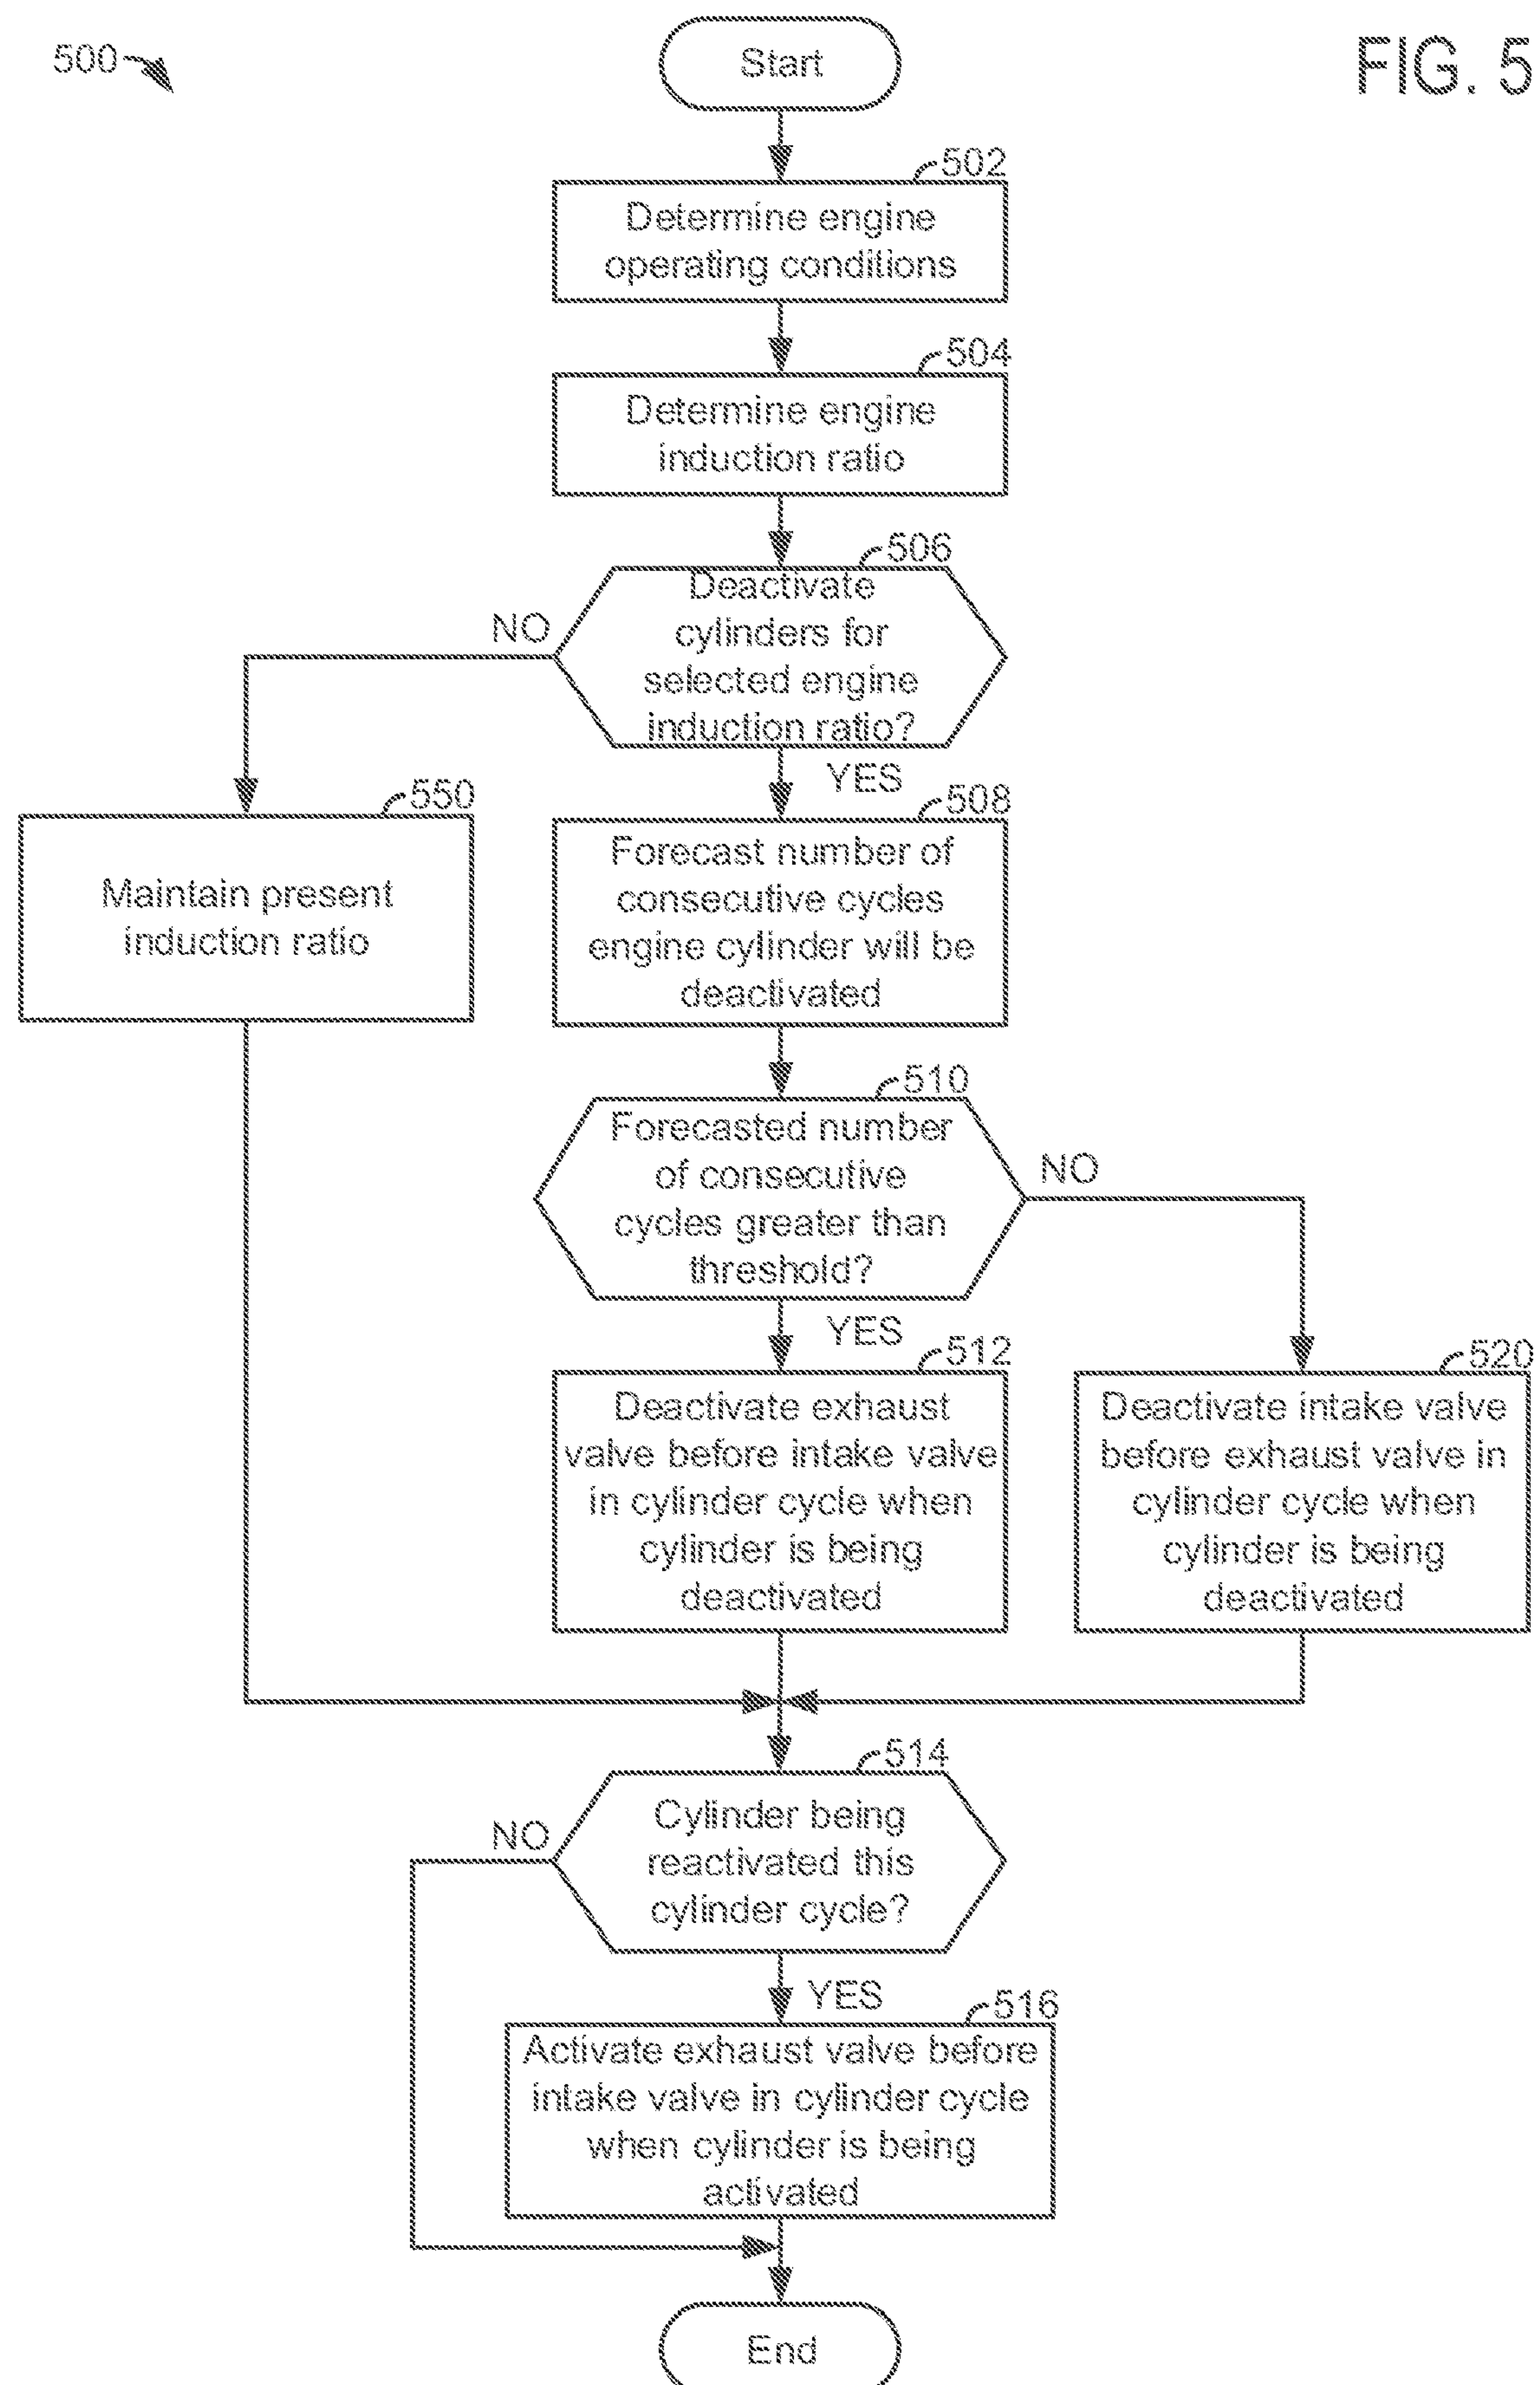 500
FIG. 5
Start
502
Determine engine
operating conditions
504
Determine engine
induction ratio
506
Deactivate
cylinders for
selected engine
induction ratio?
NO
YES
550
Maintain present
induction ratio
508
Forecast number of
consecutive cycles
engine cylinder will be
deactivated
510
Forecasted number
of consecutive
cycles greater than
threshold?
NO
YES
512
Deactivate exhaust
valve before intake valve
in cylinder cycle when
cylinder is being
deactivated
520
Deactivate intake valve
before exhaust valve in
cylinder cycle when
cylinder is being
deactivated
514
Cylinder being
reactivated this
cylinder cycle?
NO
YES
516
Activate exhaust valve before
intake valve in cylinder cycle
when cylinder is being
activated
End